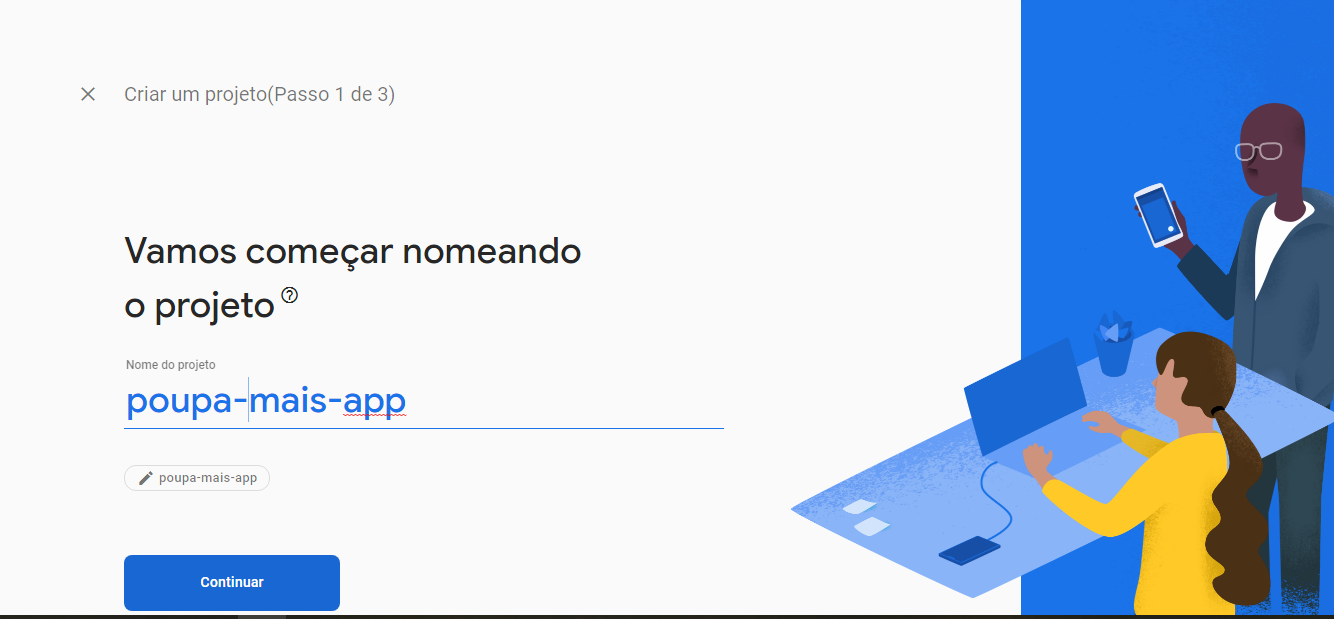 Criar um projeto(Passo 1 de 3)
Vamos começar nomeando
o projeto ?
Nome do projeto
poupa-mais-app
poupa-mais-app
Continuar